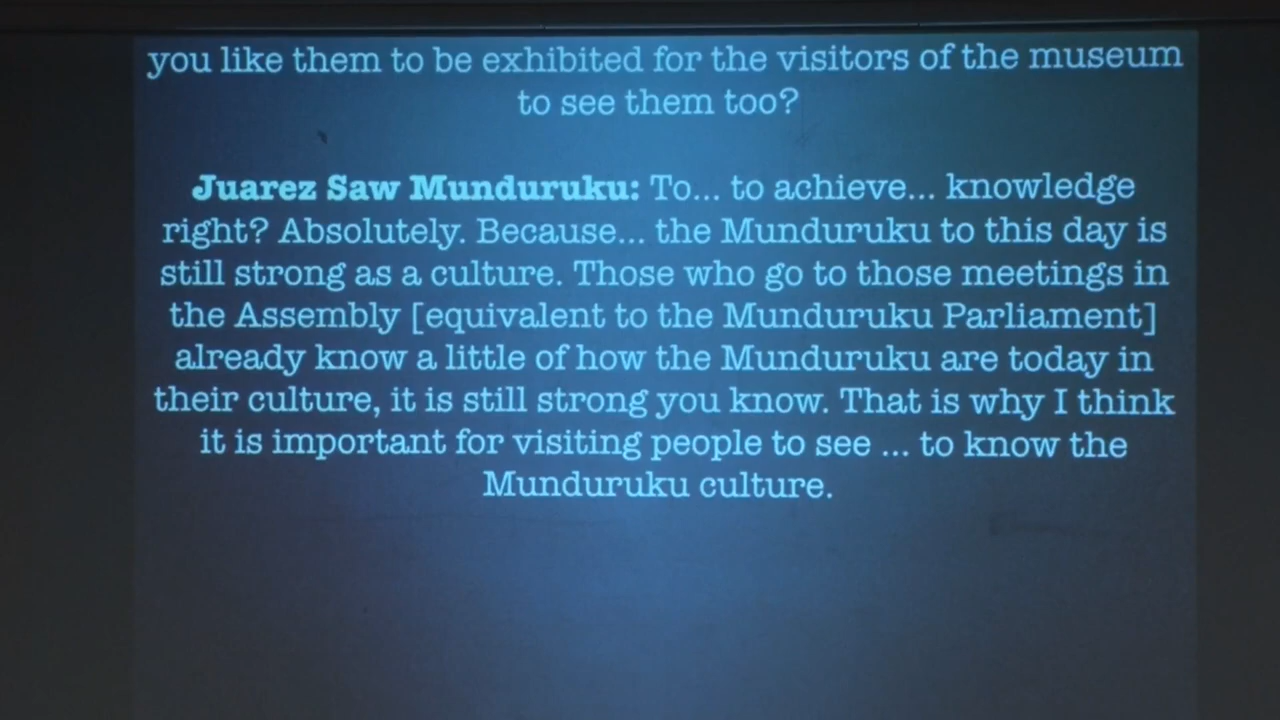 you like them to be exhibited for the visitors of the museum
to see them too?
Juarez Saw Munduruku: To... to achieve... knowledge
right? Absolutely. Because... the Munduruku to this day is
still strong as a culture. Those who go to those meetings in
the Assembly [equivalent to the Munduruku Parliament]
already know a little of how the Munduruku are today in
their culture, it is still strong you know. That is why I think
it is important for visiting people to see ... to know the
Munduruku culture.